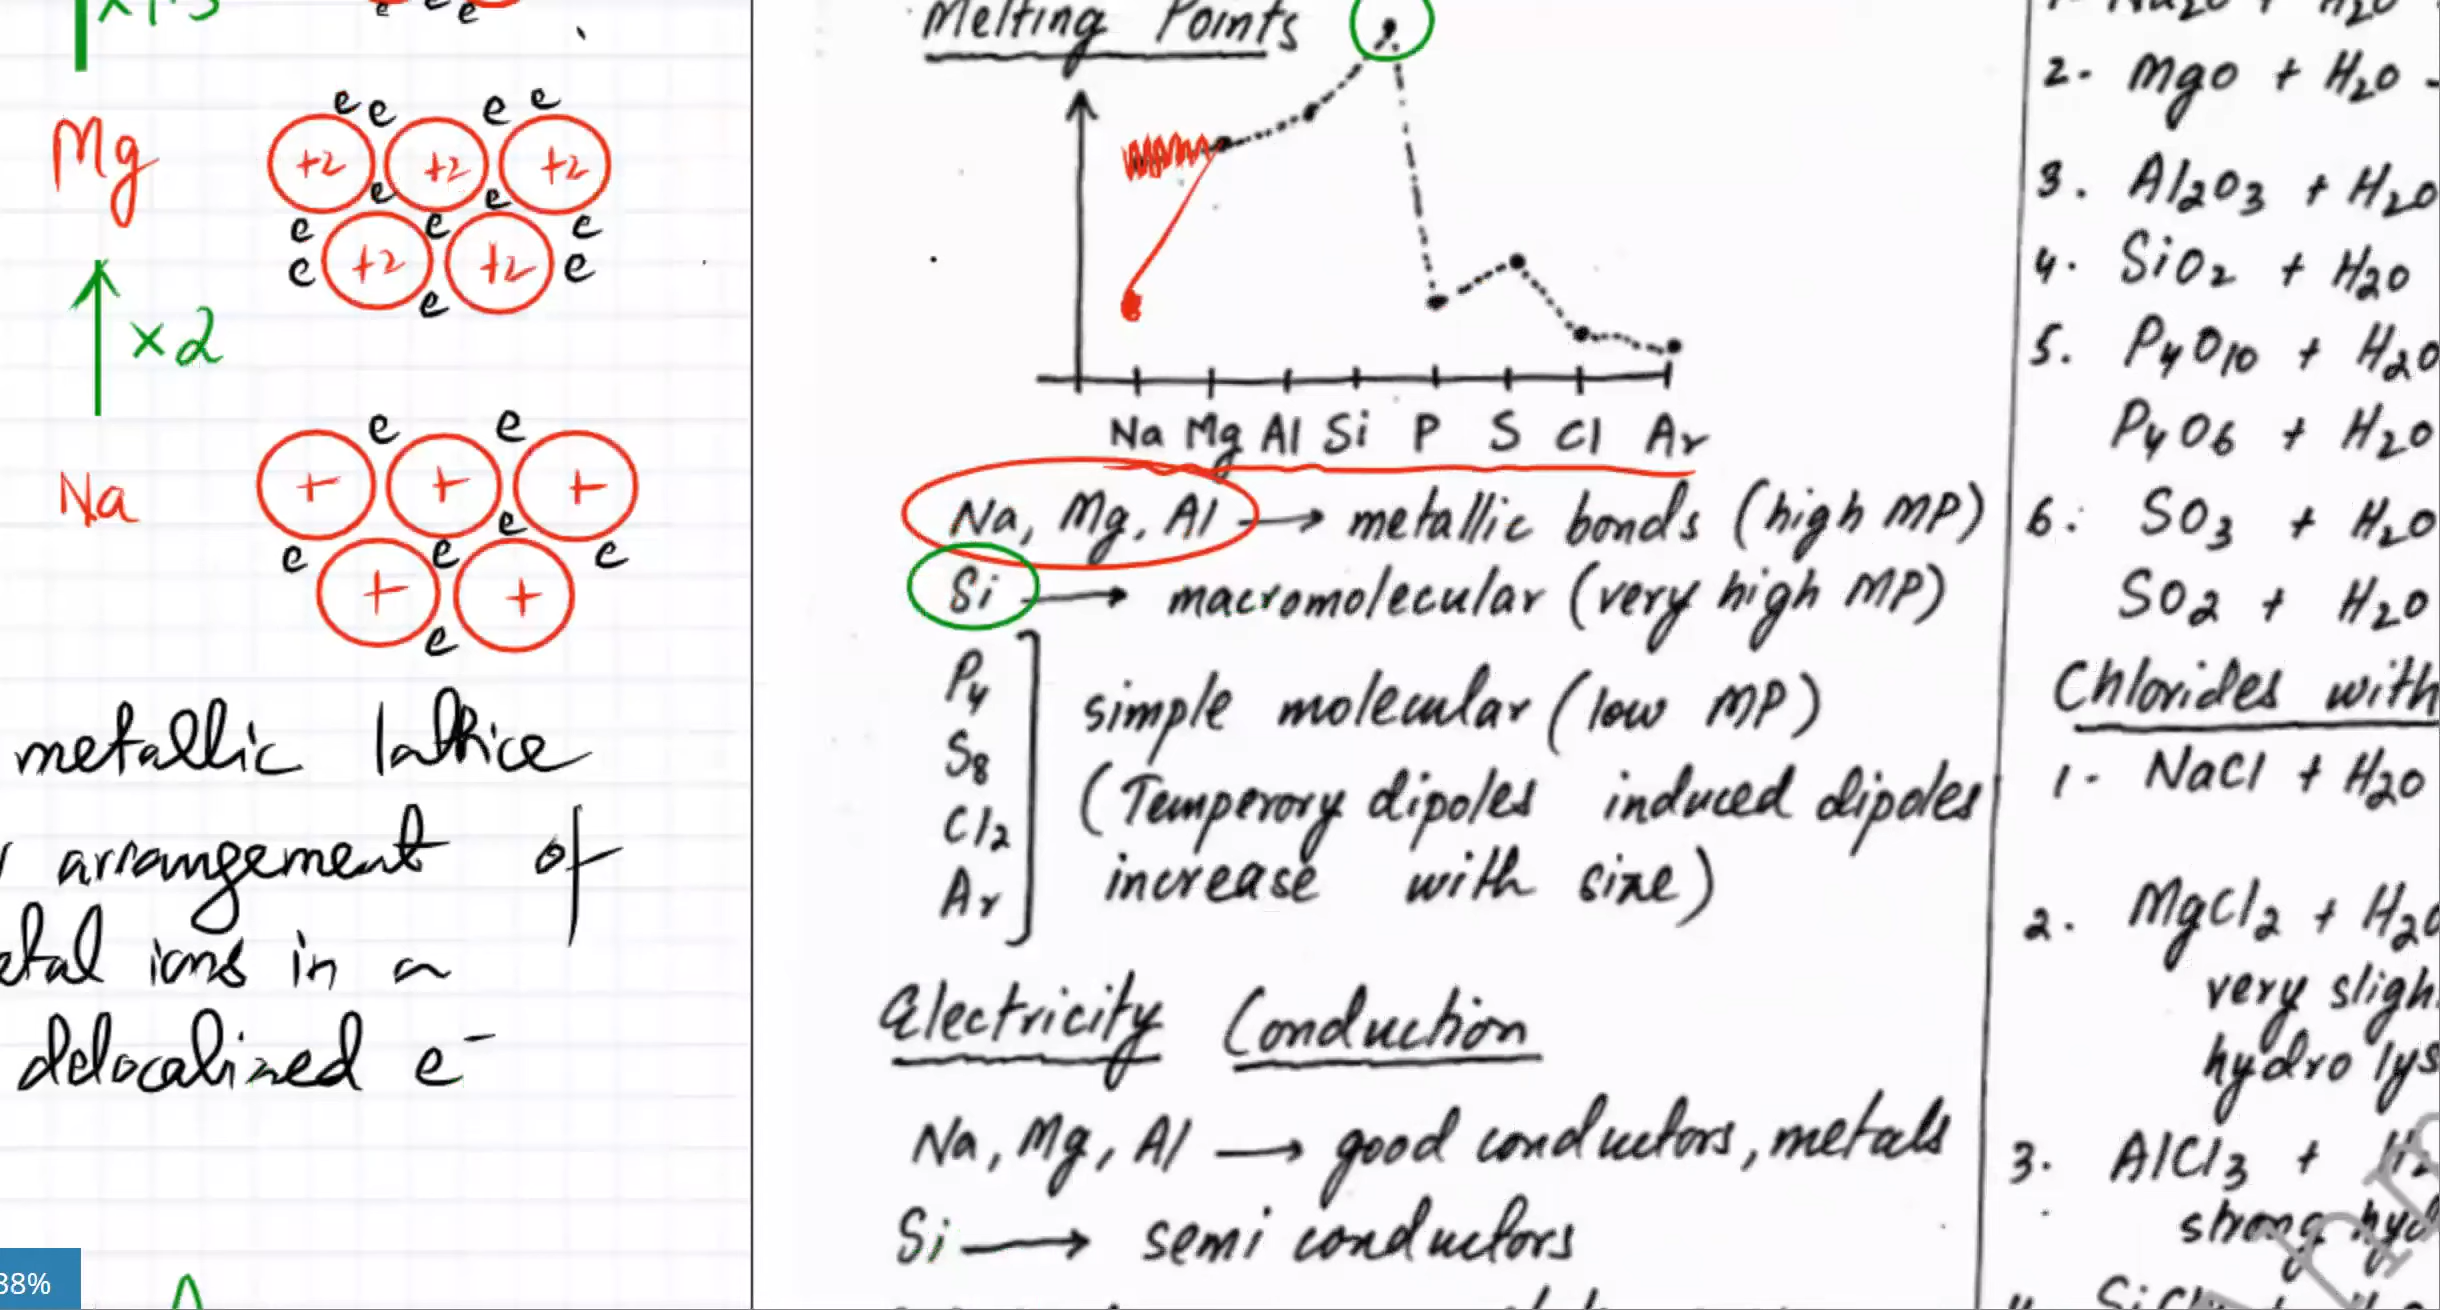 Mg
e e e e
+2 +2 +2
e e
e e e
+2 +2
e e
e
×2
Na
e e
+ + +
e
e e e
+ +
e
metallic lattice
arrangement of
ions in a
delocalized e⁻
38%
Melting Points
Na Mg Al Si P S Cl Ar
Na, Mg, Al → metallic bonds (high MP)
Si → macromolecular (very high MP)
P4
S8
Cl2
Ar
simple molecular (low MP)
(Temperory dipoles induced dipoles
increase with size)
Electricity Conduction
Na, Mg, Al → good conductors, metals
Si → semi conductors
2. MgO + H2O
3. Al2O3 + H2O
4. SiO2 + H2O
5. P4O10 + H2O
P4O6 + H2O
6. SO3 + H2O
SO2 + H2O
Chlorides with
1. NaCl + H2O
2. MgCl2 + H2O
very
3. AlCl3 +
strong